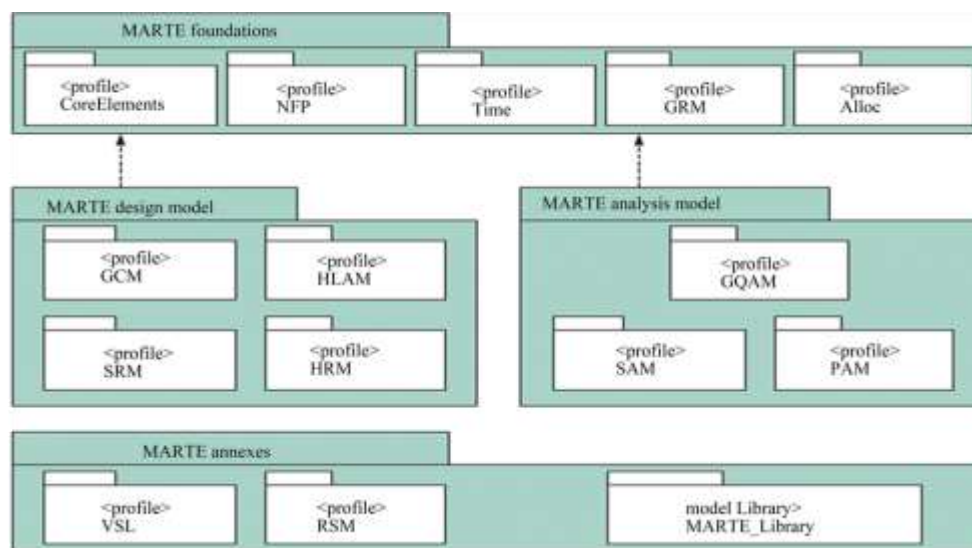 MARTE foundations
<profile>
CoreElements
<profile>
NFP
<profile>
Time
<profile>
GRM
<profile>
Alloc
MARTE design model
<profile>
GCM
<profile>
HLAM
<profile>
SRM
<profile>
HRM
MARTE analysis model
<profile>
GQAM
<profile>
SAM
<profile>
PAM
MARTE annexes
<profile>
VSL
<profile>
RSM
model Library>
MARTE_Library